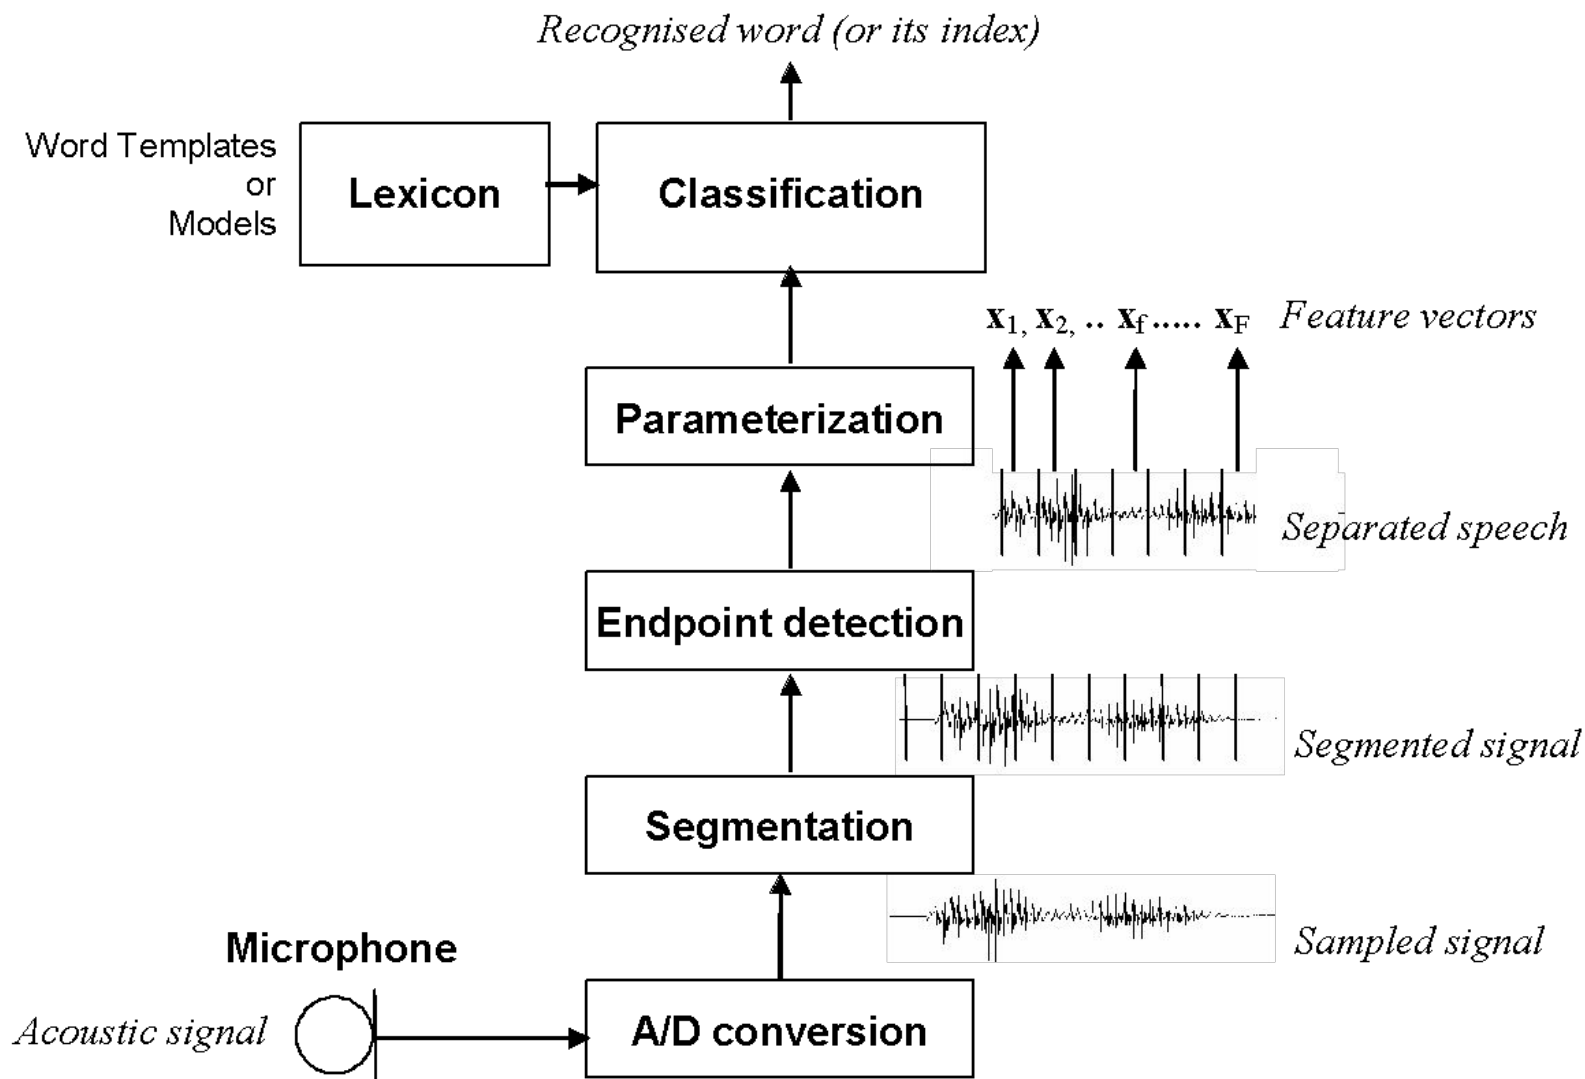 Recognised word (or its index)
Word Templates
or
Models
Lexicon
Classification
x1, x2, .. xf ..... xF Feature vectors
Parameterization
Separated speech
Endpoint detection
Segmented signal
Segmentation
Sampled signal
Microphone
Acoustic signal
A/D conversion